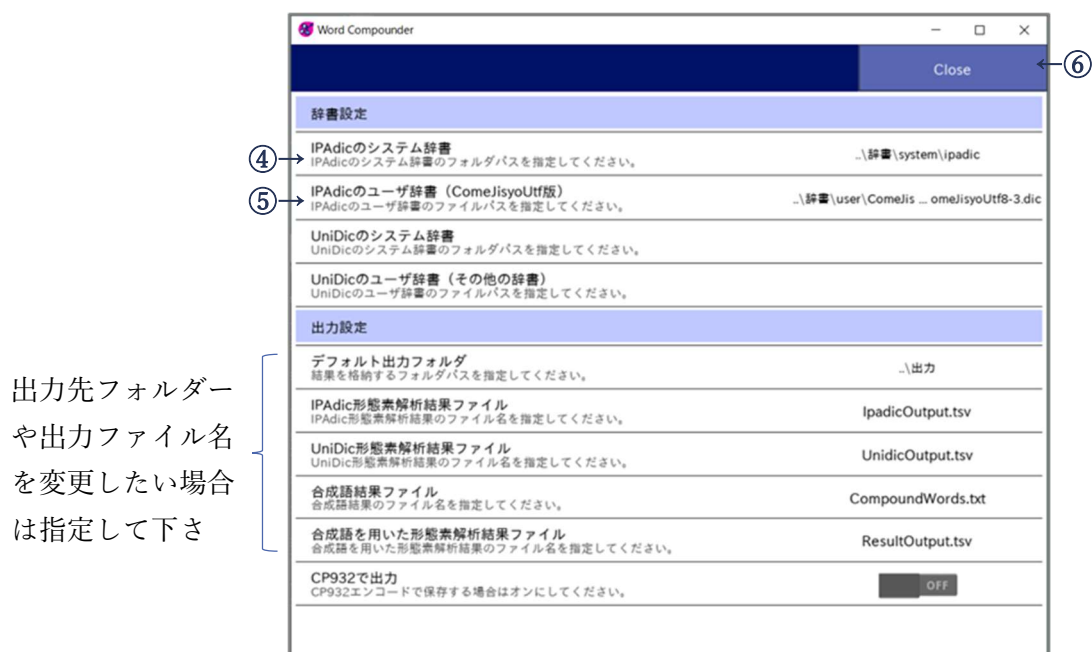 Word Compounder
Close
⑥
辞書設定
④
IPAdicのシステム辞書
IPAdicのシステム辞書のフォルダパスを指定してください。
..\辞書\system\ipadic
⑤
IPAdicのユーザ辞書（ComeJisyoUtf版）
IPAdicのユーザ辞書のファイルパスを指定してください。
..\辞書\user\ComeJis ... omeJisyoUtf8-3.dic
UniDicのシステム辞書
UniDicのシステム辞書のフォルダパスを指定してください。
UniDicのユーザ辞書（その他の辞書）
UniDicのユーザ辞書のファイルパスを指定してください。
出力設定
出力先フォルダー
や出力ファイル名
を変更したい場合
は指定して下さ
デフォルト出力フォルダ
結果を格納するフォルダパスを指定してください。
..\出力
IPAdic形態素解析結果ファイル
IPAdic形態素解析結果のファイル名を指定してください。
IpadicOutput.tsv
UniDic形態素解析結果ファイル
UniDic形態素解析結果のファイル名を指定してください。
UnidicOutput.tsv
合成語結果ファイル
合成語結果のファイル名を指定してください。
CompoundWords.txt
合成語を用いた形態素解析結果ファイル
合成語を用いた形態素解析結果のファイル名を指定してください。
ResultOutput.tsv
CP932で出力
CP932エンコードで保存する場合はオンにしてください。
OFF